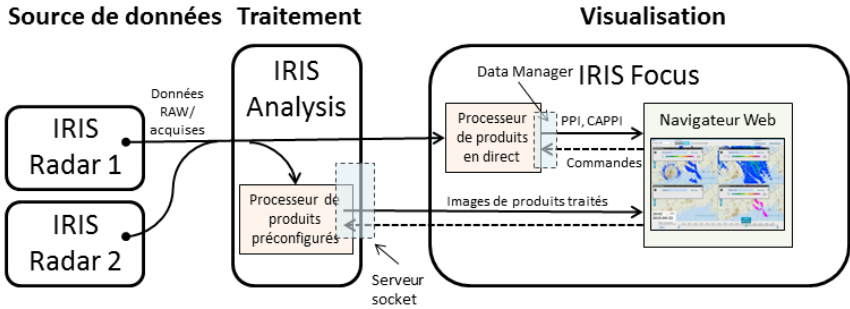 Source de données
Traitement
Visualisation
IRIS
Radar 1
IRIS
Radar 2
Données
RAW/
acquises
IRIS
Analysis
Processeur de
produits
préconfigurés
Serveur
socket
Data Manager
IRIS Focus
Processeur
de produits
en direct
PPI, CAPPI
Commandes
Images de produits traités
Navigateur Web